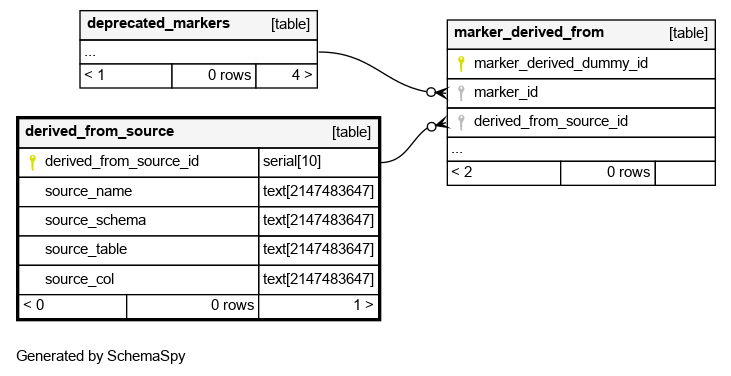 deprecated_markers [table]
...
< 1 0 rows 4 >
marker_derived_from [table]
marker_derived_dummy_id
marker_id
derived_from_source_id
...
< 2 0 rows
derived_from_source [table]
derived_from_source_id serial[10]
source_name text[2147483647]
source_schema text[2147483647]
source_table text[2147483647]
source_col text[2147483647]
< 0 0 rows 1 >
Generated by SchemaSpy